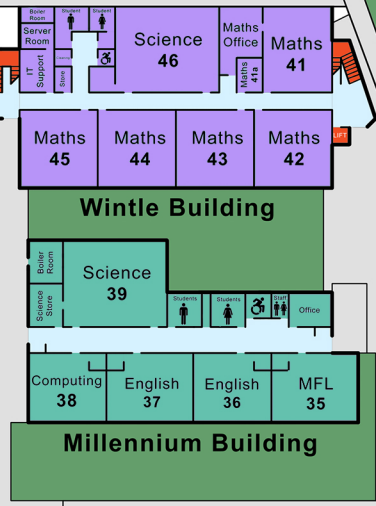 Boiler
Room
Student
Student
Server
Room
IT
Support
Store
Science
46
Maths
Office
Maths
41a
Maths
41
Maths
45
Maths
44
Maths
43
Maths
42
LIFT
Wintle Building
Boiler
Room
Science
Store
Science
39
Students
Students
Staff
Office
Computing
38
English
37
English
36
MFL
35
Millennium Building